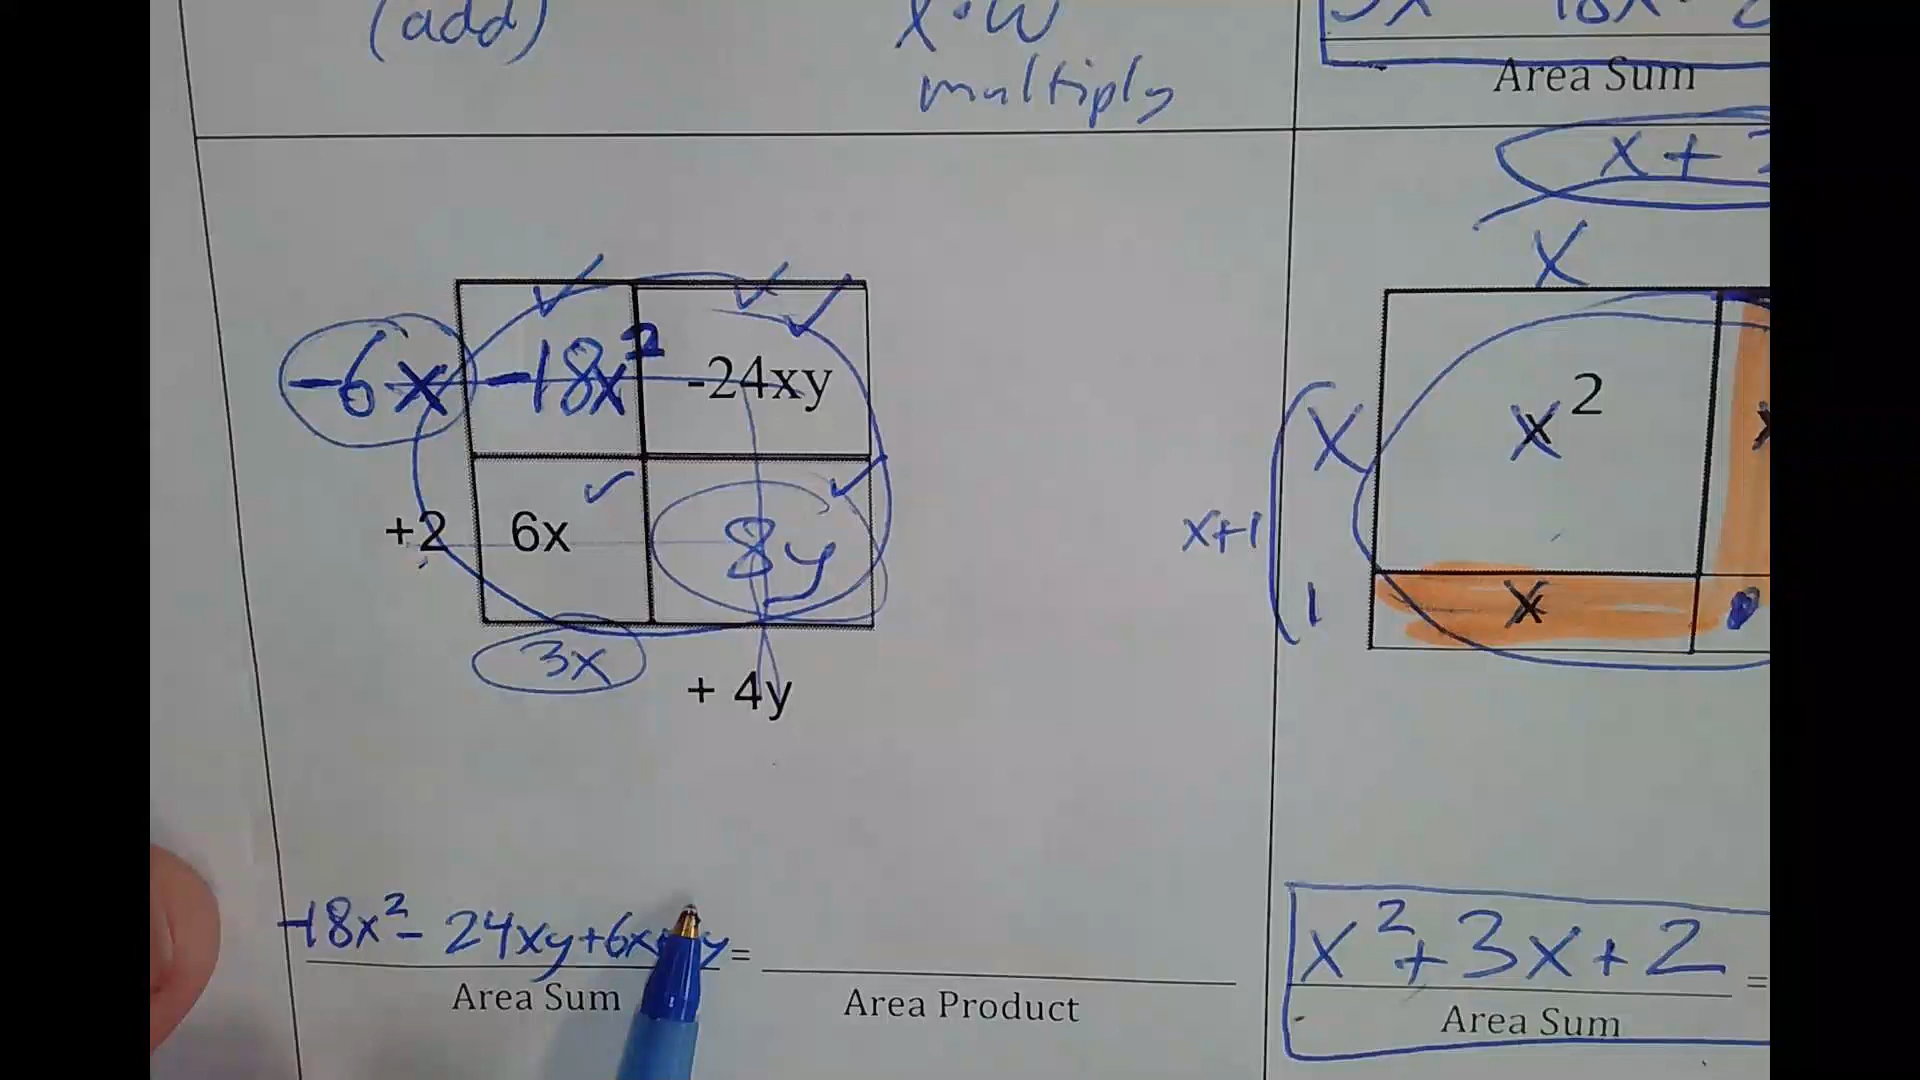 (add)
l • w
multiply
Area Sum
x +
x
-6x
-18x²
-24xy
+2
6x
8y
3x
+ 4y
-18x² - 24xy+6x
y =
Area Sum
Area Product
x
x²
x+1
1
x
x² + 3x + 2 =
Area Sum